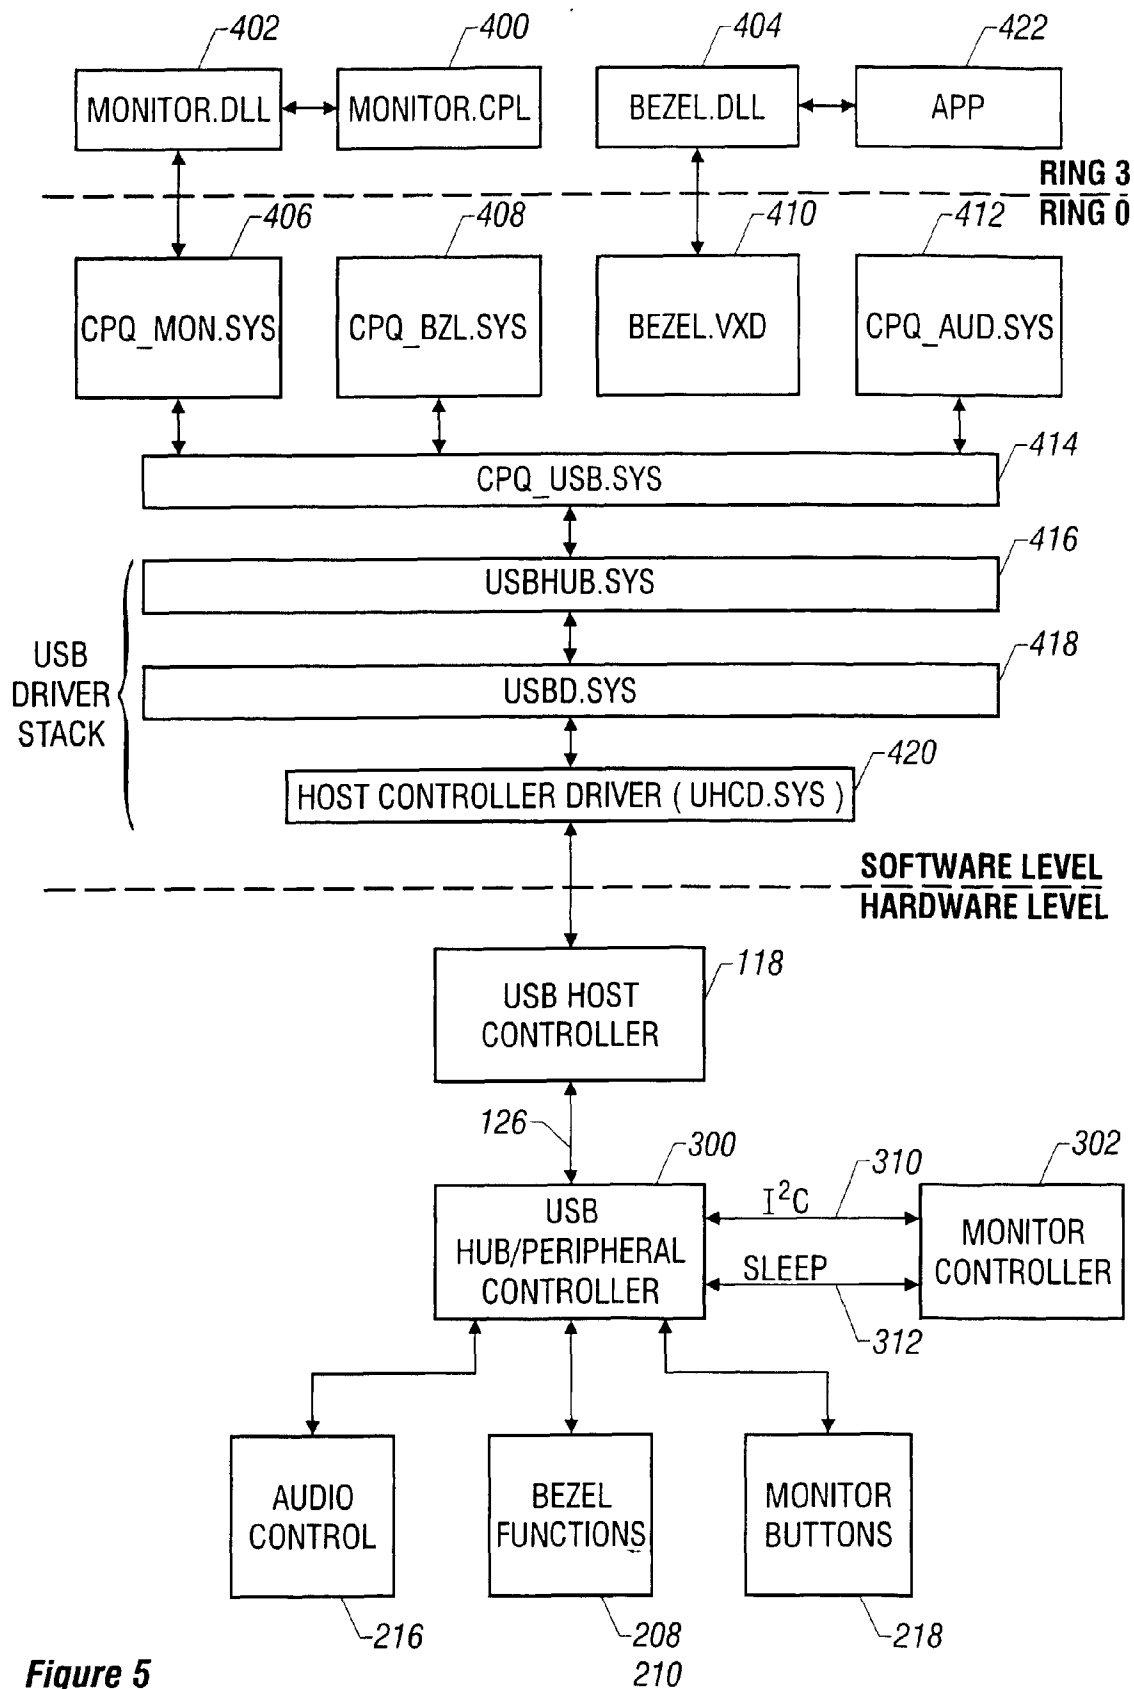 402
400
404
422
MONITOR.DLL
MONITOR.CPL
BEZEL.DLL
APP
RING 3
RING 0
406
408
410
412
CPQ_MON.SYS
CPQ_BZL.SYS
BEZEL.VXD
CPQ_AUD.SYS
414
CPQ_USB.SYS
416
USBHUB.SYS
USB
DRIVER
STACK
418
USBD.SYS
420
HOST CONTROLLER DRIVER ( UHCD.SYS )
SOFTWARE LEVEL
HARDWARE LEVEL
118
USB HOST
CONTROLLER
126
300
310
302
USB
HUB/PERIPHERAL
CONTROLLER
I²C
SLEEP
312
MONITOR
CONTROLLER
AUDIO
CONTROL
BEZEL
FUNCTIONS
MONITOR
BUTTONS
216
208
210
218
Figure 5